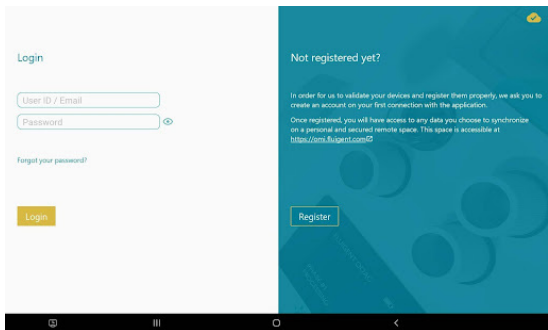 Login
User ID / Email
Password
Forgot your password?
Login
Not registered yet?
In order for us to validate your devices and register them properly, we ask you to
create an account on your first connection with the application.
Once registered, you will have access to any data you choose to synchronize
on a personal and secured remote space. This space is accessible at
https://omi.fluigent.com
Register